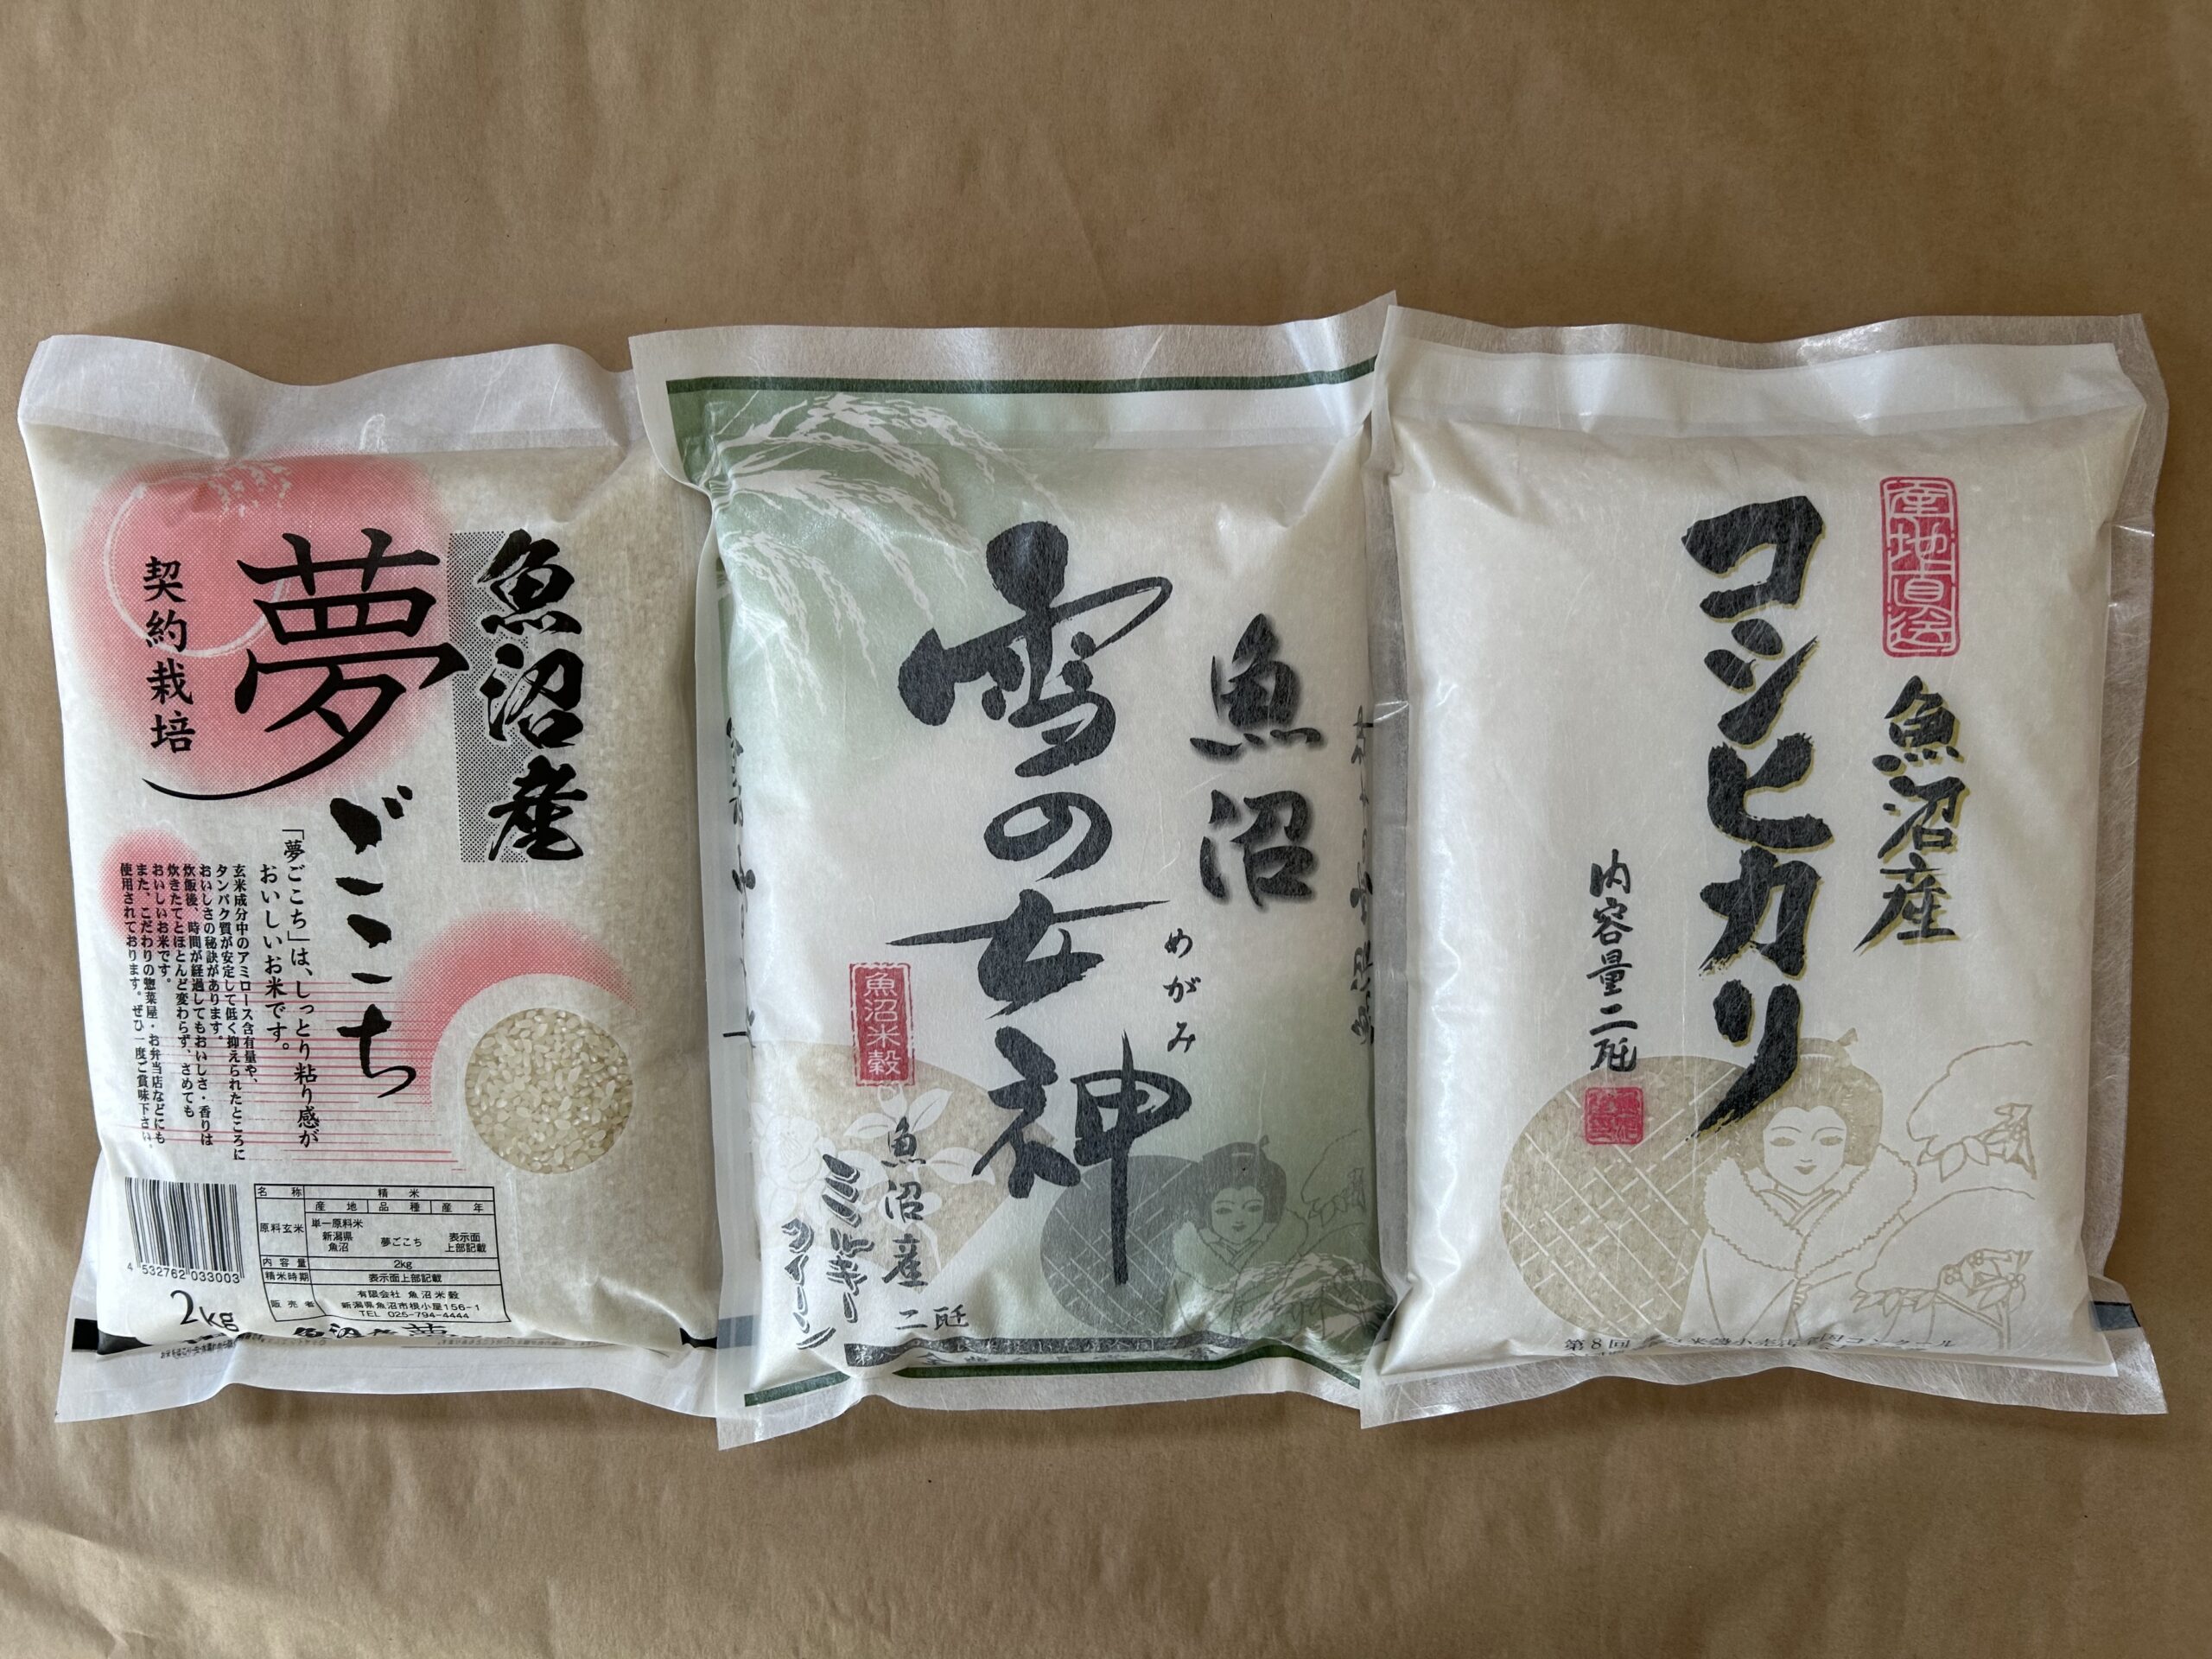 魚沼産
夢ごこち
契約栽培
「夢ごこち」は、しっとり粘り感が
おいしいお米です。
玄米成分中のアミロース含有量や、
タンパク質が安定して低く抑えられたところに
おいしさの秘訣があります。
炊飯後、時間が経過してもおいしさ・香りは
炊きたてとほとんど変わらず、さめても
おいしいお米です。
また、こだわりの惣菜屋・お弁当店などにも
使用されております。ぜひ一度ご賞味下さい。
4 532762 033003
2kg
名称 精米
産地 品種 産年
原料玄米 単一原料米
新潟県 魚沼 夢ごこち 表示面上部記載
内容量 2kg
精米時期 表示面上部記載
販売者 有限会社 魚沼米穀
新潟県魚沼市根小屋156-1
TEL 025-794-4444
魚沼
雪の女神
めがみ
魚沼米穀
魚沼産
ミルキークイーン
二瓩
産地直送
魚沼産
コシヒカリ
内容量二瓩
第8回